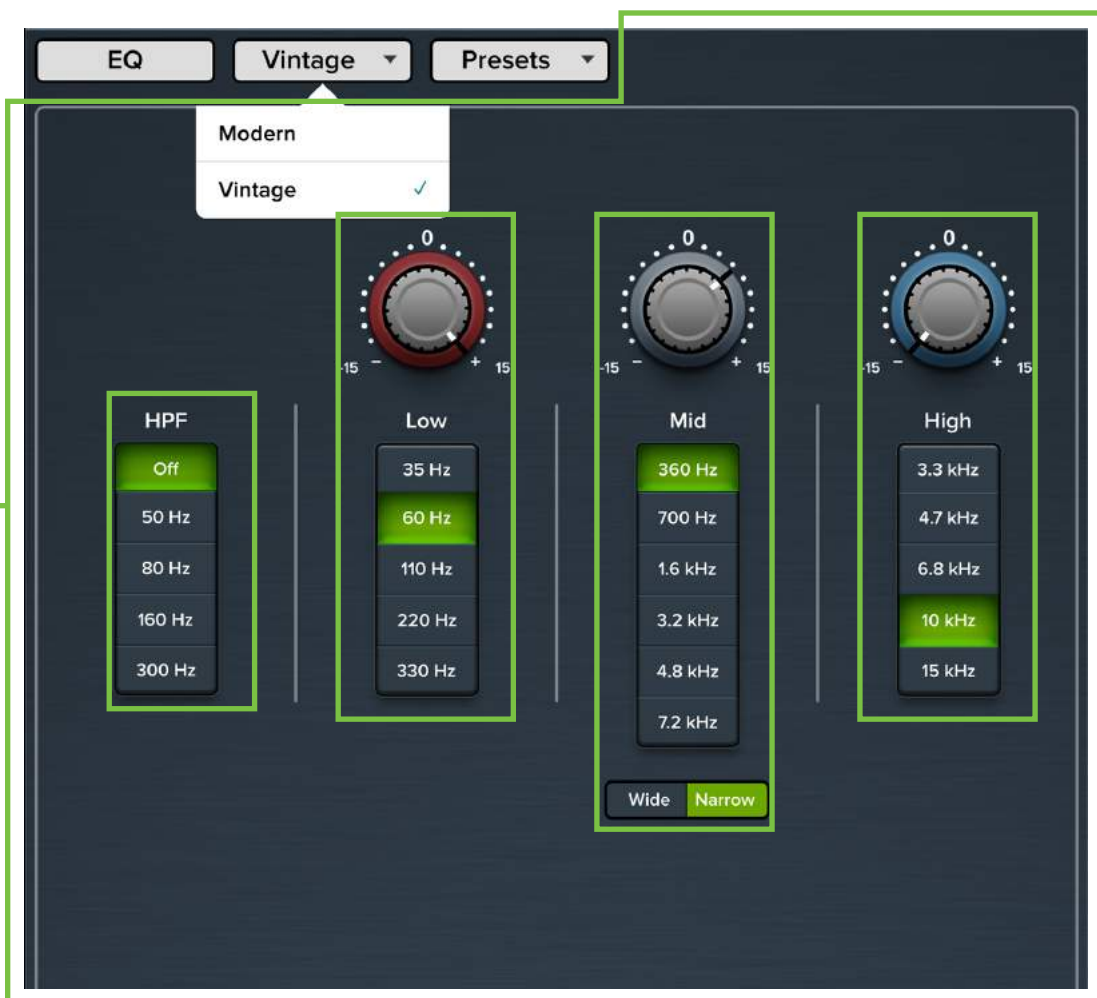 EQ
Vintage
Presets
Modern
Vintage ✓
0
-15 - + 15
0
-15 - + 15
0
-15 - + 15
HPF
Off
50 Hz
80 Hz
160 Hz
300 Hz
Low
35 Hz
60 Hz
110 Hz
220 Hz
330 Hz
Mid
360 Hz
700 Hz
1.6 kHz
3.2 kHz
4.8 kHz
7.2 kHz
Wide Narrow
High
3.3 kHz
4.7 kHz
6.8 kHz
10 kHz
15 kHz